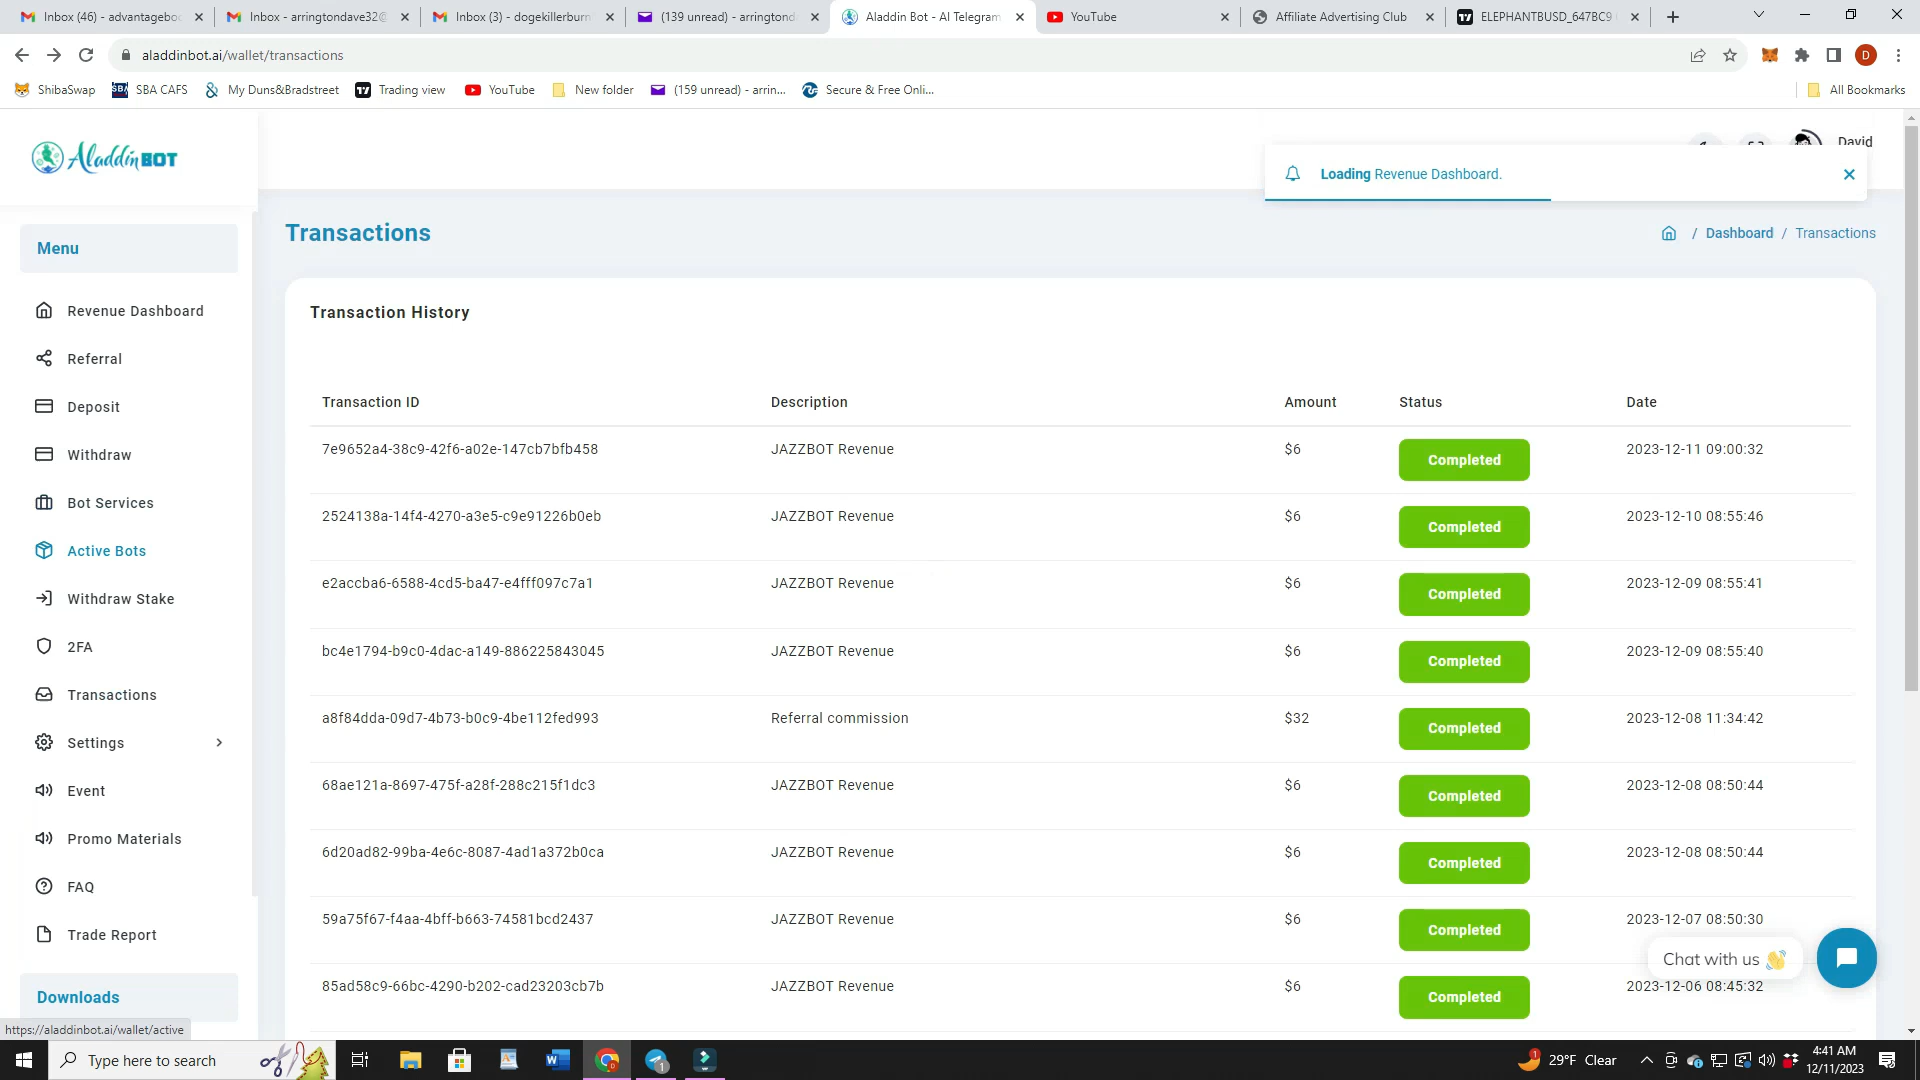 Inbox (46) - advantageboc
Inbox - arringtondave32@
Inbox (3) - dogekillerburn
(139 unread) - arringtond
Aladdin Bot - AI Telegram
YouTube
Affiliate Advertising Club
ELEPHANTBUSD_647BC9
aladdinbot.ai/wallet/transactions
D
ShibaSwap
SBA CAFS
My Duns&Bradstreet
Trading view
YouTube
New folder
(159 unread) - arrin...
Secure & Free Onli...
All Bookmarks
AladdinBOT
David
Loading Revenue Dashboard.
Transactions
/ Dashboard / Transactions
Menu
Revenue Dashboard
Referral
Deposit
Withdraw
Bot Services
Active Bots
Withdraw Stake
2FA
Transactions
Settings
Event
Promo Materials
FAQ
Trade Report
Downloads
Transaction History
Transaction ID Description Amount Status Date
7e9652a4-38c9-42f6-a02e-147cb7bfb458 JAZZBOT Revenue $6 Completed 2023-12-11 09:00:32
2524138a-14f4-4270-a3e5-c9e91226b0eb JAZZBOT Revenue $6 Completed 2023-12-10 08:55:46
e2accba6-6588-4cd5-ba47-e4fff097c7a1 JAZZBOT Revenue $6 Completed 2023-12-09 08:55:41
bc4e1794-b9c0-4dac-a149-886225843045 JAZZBOT Revenue $6 Completed 2023-12-09 08:55:40
a8f84dda-09d7-4b73-b0c9-4be112fed993 Referral commission $32 Completed 2023-12-08 11:34:42
68ae121a-8697-475f-a28f-288c215f1dc3 JAZZBOT Revenue $6 Completed 2023-12-08 08:50:44
6d20ad82-99ba-4e6c-8087-4ad1a372b0ca JAZZBOT Revenue $6 Completed 2023-12-08 08:50:44
59a75f67-f4aa-4bff-b663-74581bcd2437 JAZZBOT Revenue $6 Completed 2023-12-07 08:50:30
85ad58c9-66bc-4290-b202-cad23203cb7b JAZZBOT Revenue $6 Completed 2023-12-06 08:45:32
Chat with us 👋
https://aladdinbot.ai/wallet/active
Type here to search
29°F Clear
4:41 AM
12/11/2023